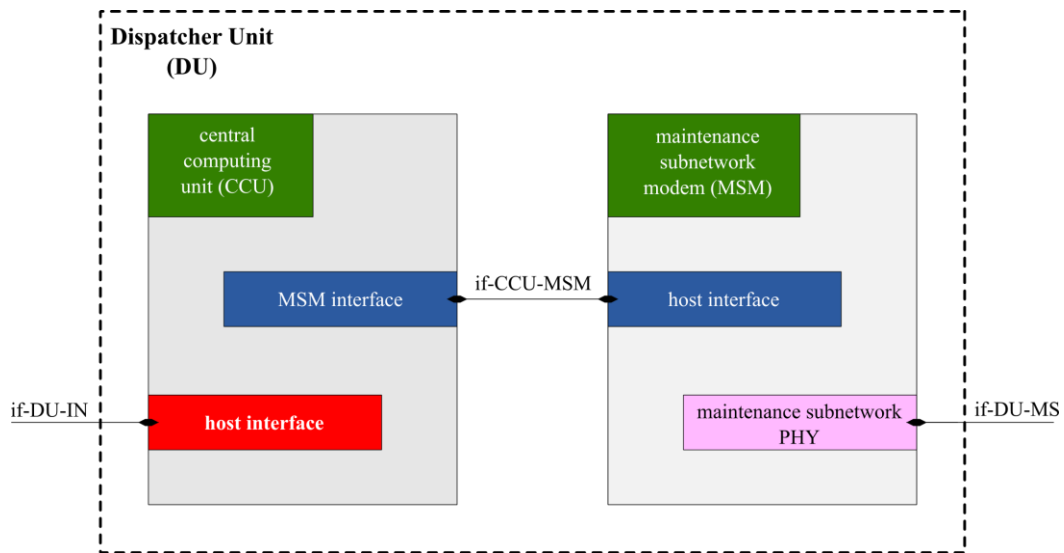 Dispatcher Unit
(DU)
central
computing
unit (CCU)
maintenance
subnetwork
modem (MSM)
MSM interface
if-CCU-MSM
host interface
if-DU-IN
host interface
maintenance subnetwork
PHY
if-DU-MS